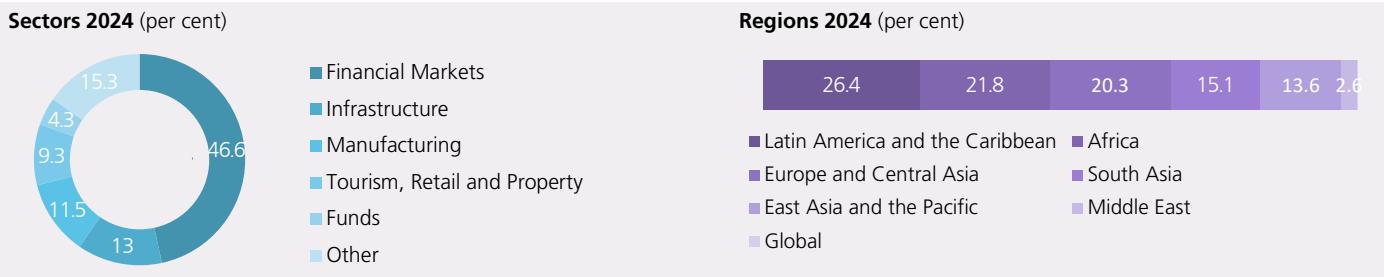 Sectors 2024 (per cent)
15.3
4.3
9.3
11.5
13
46.6
Financial Markets
Infrastructure
Manufacturing
Tourism, Retail and Property
Funds
Other
Regions 2024 (per cent)
26.4 21.8 20.3 15.1 13.6 2.6
Latin America and the Caribbean Africa
Europe and Central Asia South Asia
East Asia and the Pacific Middle East
Global